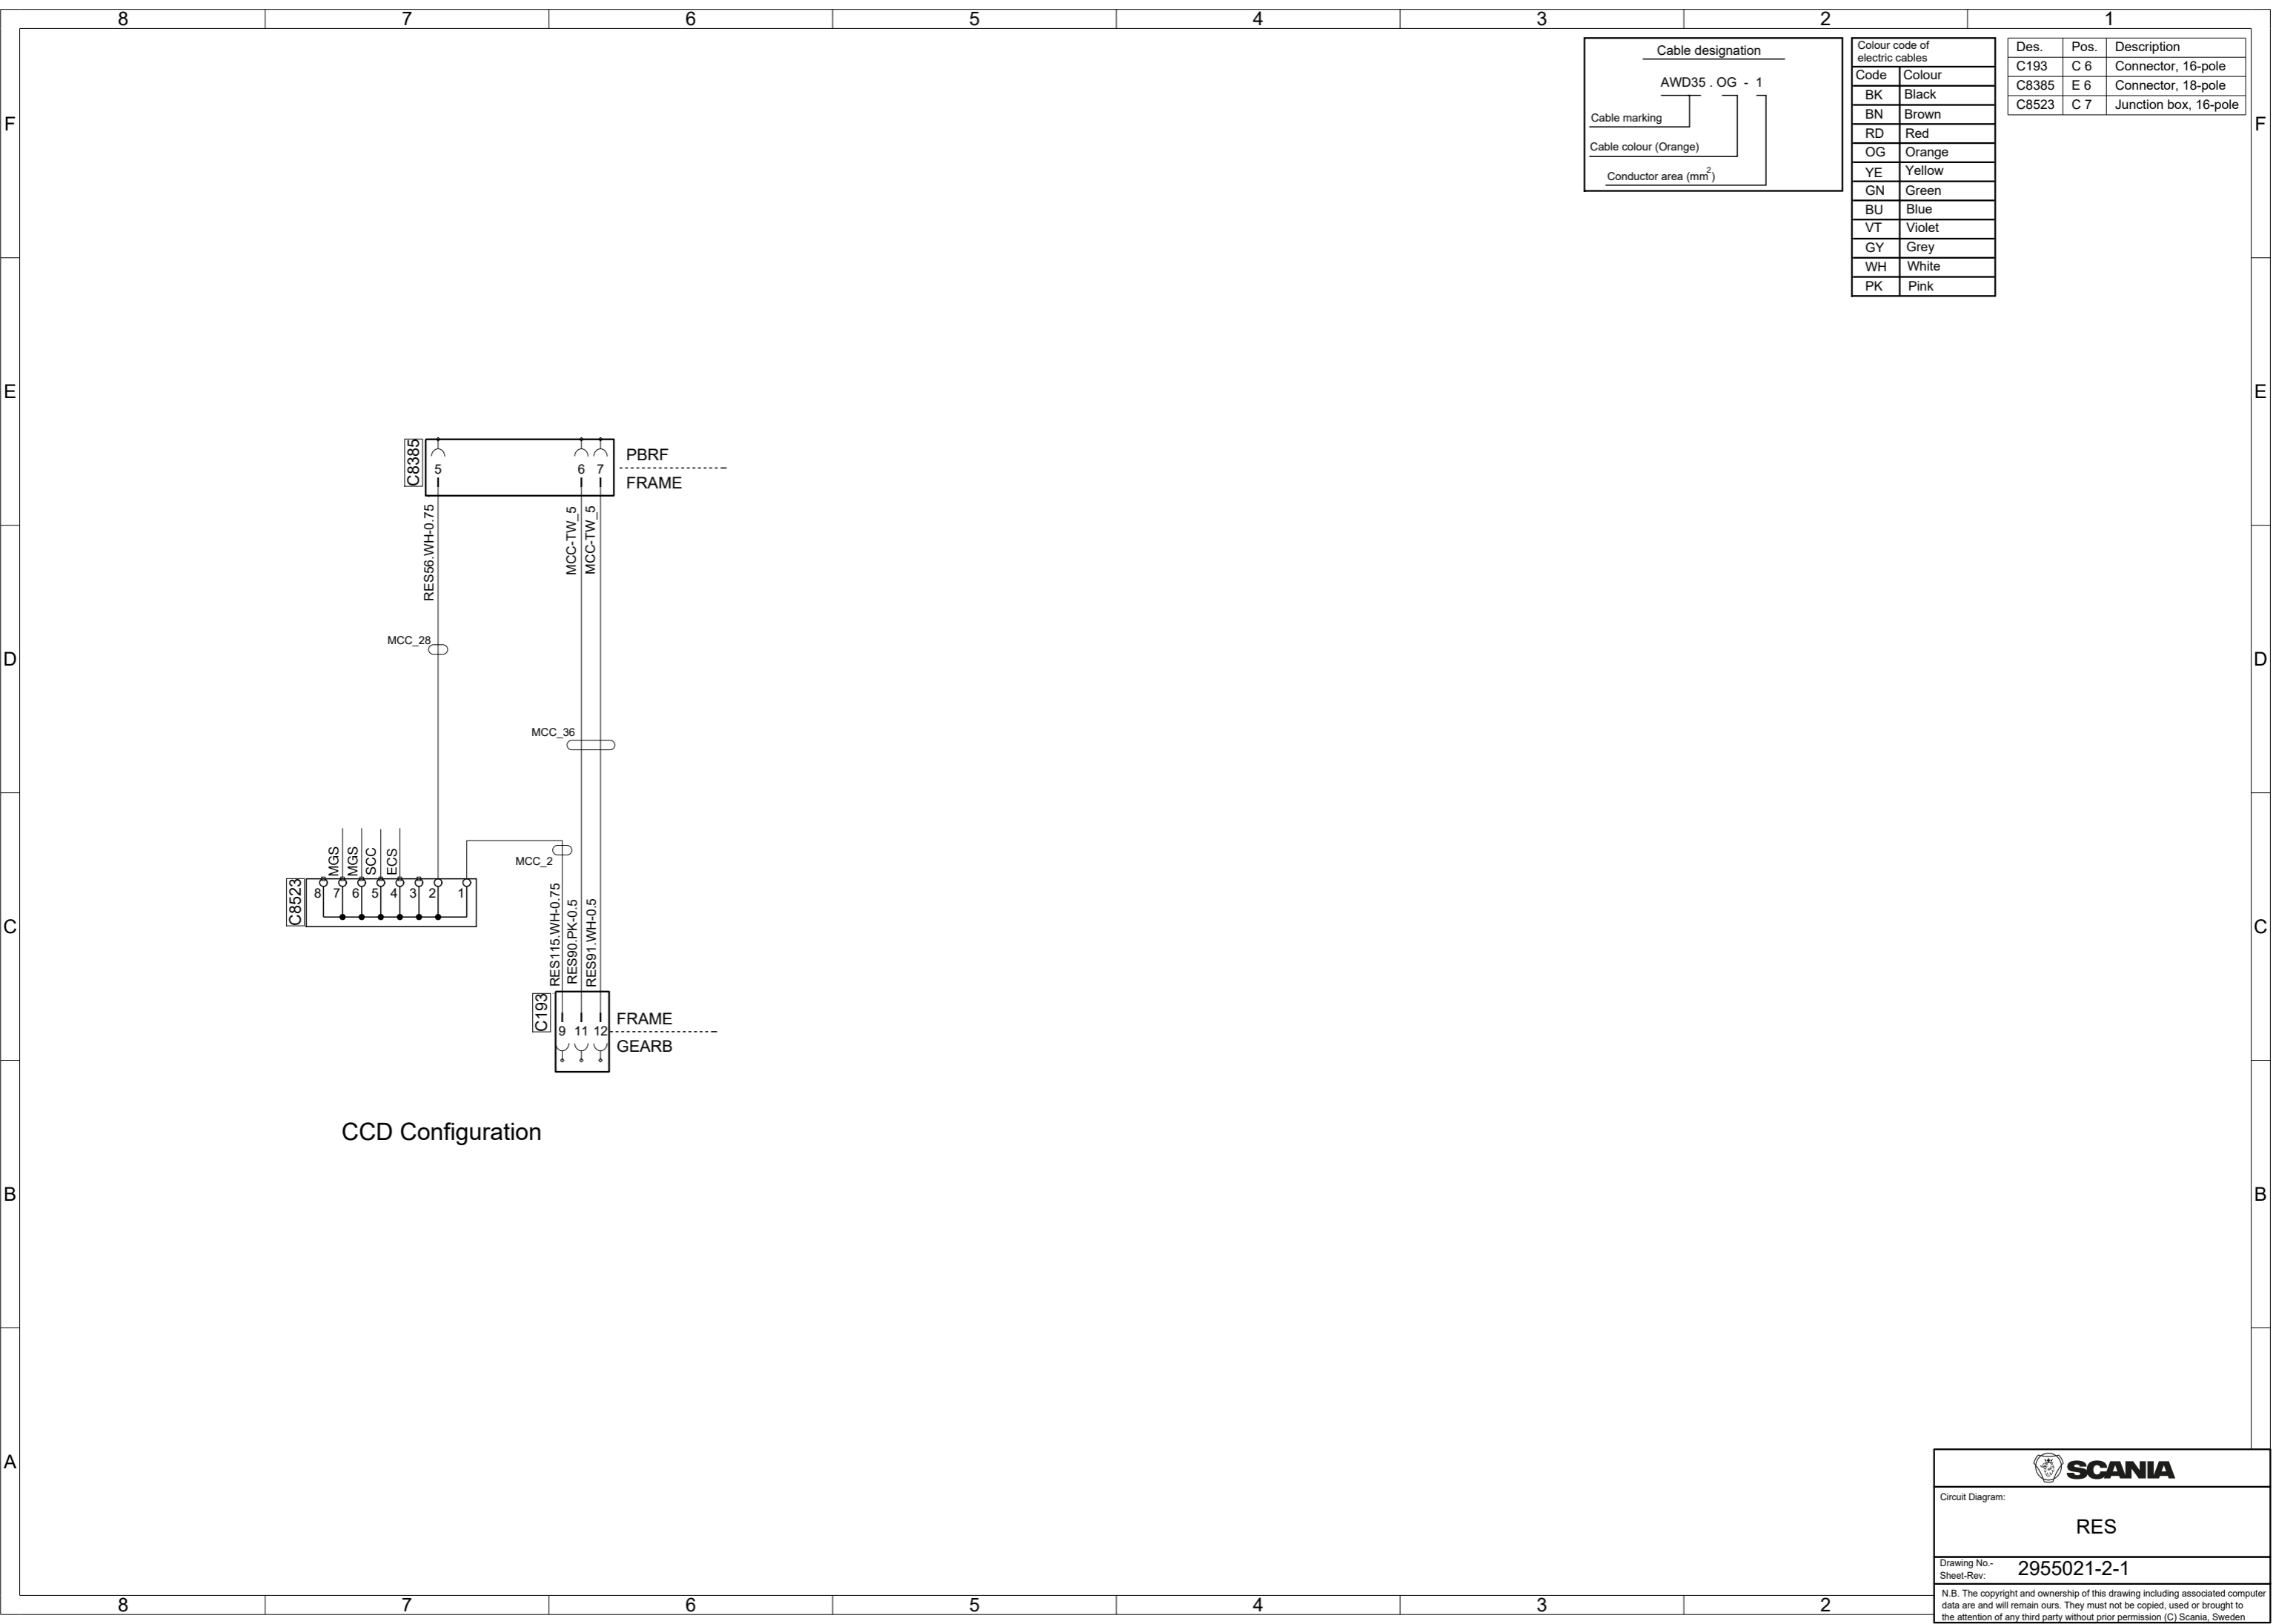 8 7 6 5 4 3 2 1
Cable designation
AWD35 . OG - 1
Cable marking
Cable colour (Orange)
Conductor area (mm2)
Colour code of
electric cables
Code Colour
BK Black
BN Brown
RD Red
OG Orange
YE Yellow
GN Green
BU Blue
VT Violet
GY Grey
WH White
PK Pink
Des. Pos. Description
C193 C 6 Connector, 16-pole
C8385 E 6 Connector, 18-pole
C8523 C 7 Junction box, 16-pole
F F
E E
C8385
5 6 7
PBRF
FRAME
RES56.WH-0.75
MCC-TW_5
MCC-TW_5
MCC_28
D D
MCC_36
MCC_2
MGS
MGS
SCC
ECS
C8523
8 7 6 5 4 3 2 1
RES115.WH-0.75
RES90.PK-0.5
RES91.WH-0.5
C C
C193
9 11 12
FRAME
GEARB
CCD Configuration
B B
A
SCANIA
Circuit Diagram:
RES
Drawing No.-
Sheet-Rev:
2955021-2-1
N.B. The copyright and ownership of this drawing including associated computer
data are and will remain ours. They must not be copied, used or brought to
the attention of any third party without prior permission (C) Scania, Sweden
8 7 6 5 4 3 2